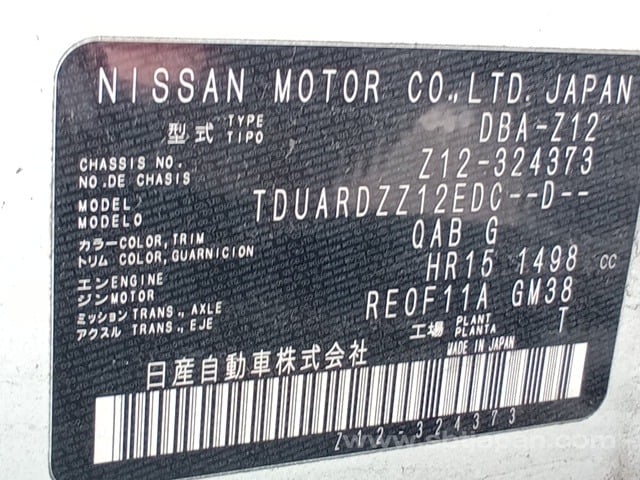 NISSAN MOTOR CO.,LTD. JAPAN
型式 TYPE TIPO DBA-Z12
CHASSIS NO. NO.DE CHASIS Z12-324373
MODEL MODELO TDUARDZZ12EDC--D--
カラー COLOR, TRIM トリム COLOR, GUARNICION QAB G
エンジン ENGINE MOTOR HR15 1498 CC
ミッション TRANS., AXLE アクスル TRANS., EJE RE0F11A GM38
工場 PLANT PLANTA T
日産自動車株式会社 MADE IN JAPAN
Z12-324373
www.sbtjapan.com